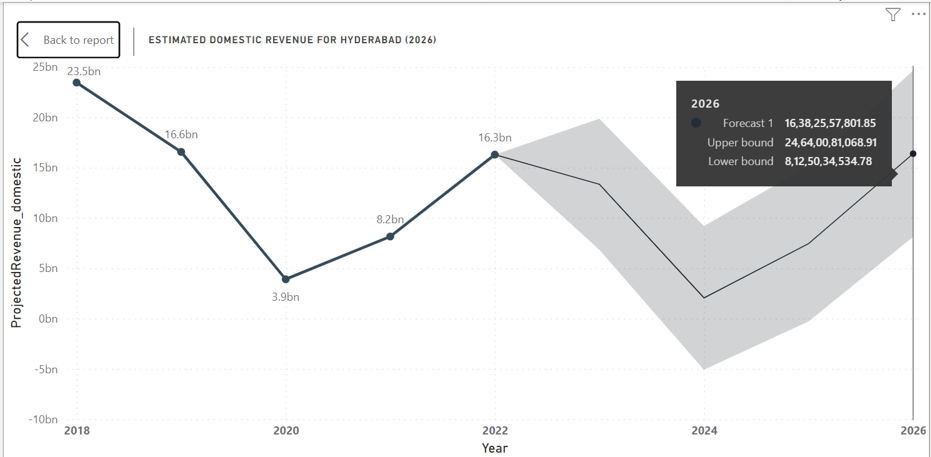 Back to report
ESTIMATED DOMESTIC REVENUE FOR HYDERABAD (2026)
25bn
20bn
15bn
10bn
5bn
0bn
-5bn
-10bn
ProjectedRevenue_domestic
23.5bn
16.6bn
3.9bn
8.2bn
16.3bn
2026
Forecast 1 16,38,25,57,801.85
Upper bound 24,64,00,81,068.91
Lower bound 8,12,50,34,534.78
2018 2020 2022 2024 2026
Year